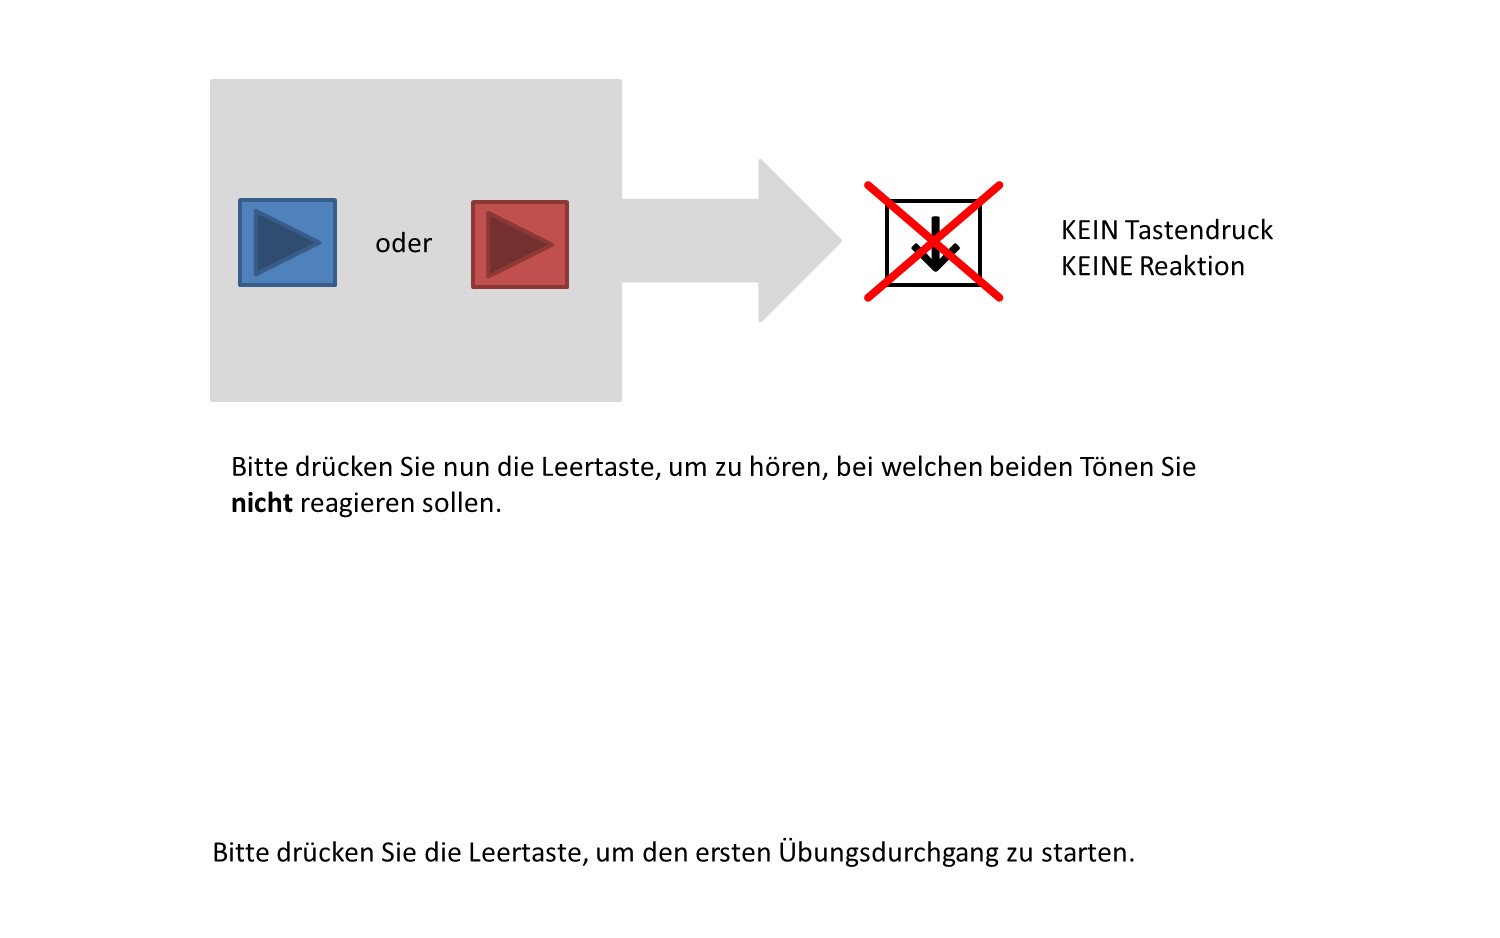 oder
KEIN Tastendruck
KEINE Reaktion
Bitte drücken Sie nun die Leertaste, um zu hören, bei welchen beiden Tönen Sie
nicht reagieren sollen.
Bitte drücken Sie die Leertaste, um den ersten Übungsdurchgang zu starten.